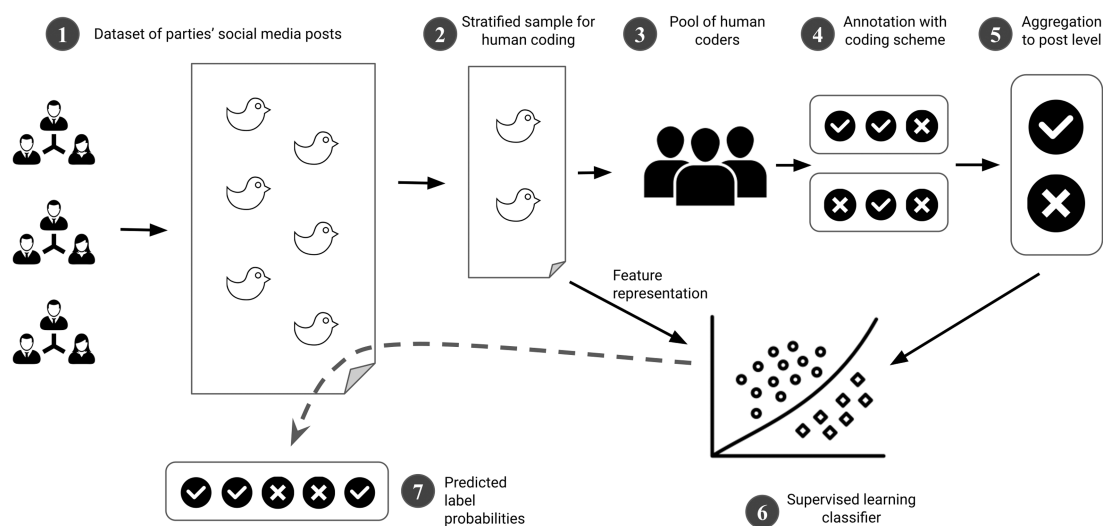 1
Dataset of parties' social media posts
2
Stratified sample for
human coding
3
Pool of human
coders
4
Annotation with
coding scheme
5
Aggregation
to post level
Feature
representation
7
Predicted
label
probabilities
6
Supervised learning
classifier